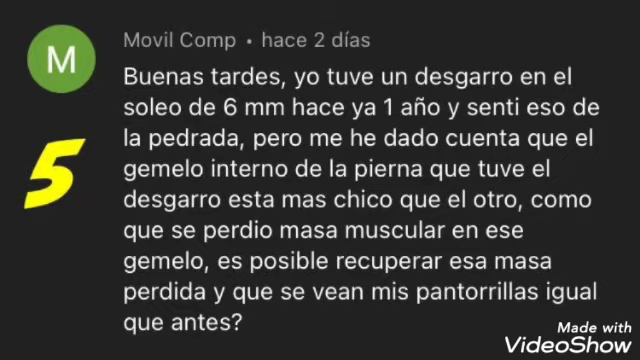 M
Movil Comp • hace 2 días
Buenas tardes, yo tuve un desgarro en el
soleo de 6 mm hace ya 1 año y senti eso de
la pedrada, pero me he dado cuenta que el
gemelo interno de la pierna que tuve el
desgarro esta mas chico que el otro, como
que se perdio masa muscular en ese
gemelo, es posible recuperar esa masa
perdida y que se vean mis pantorrillas igual
que antes?
5
Made with
VideoShow